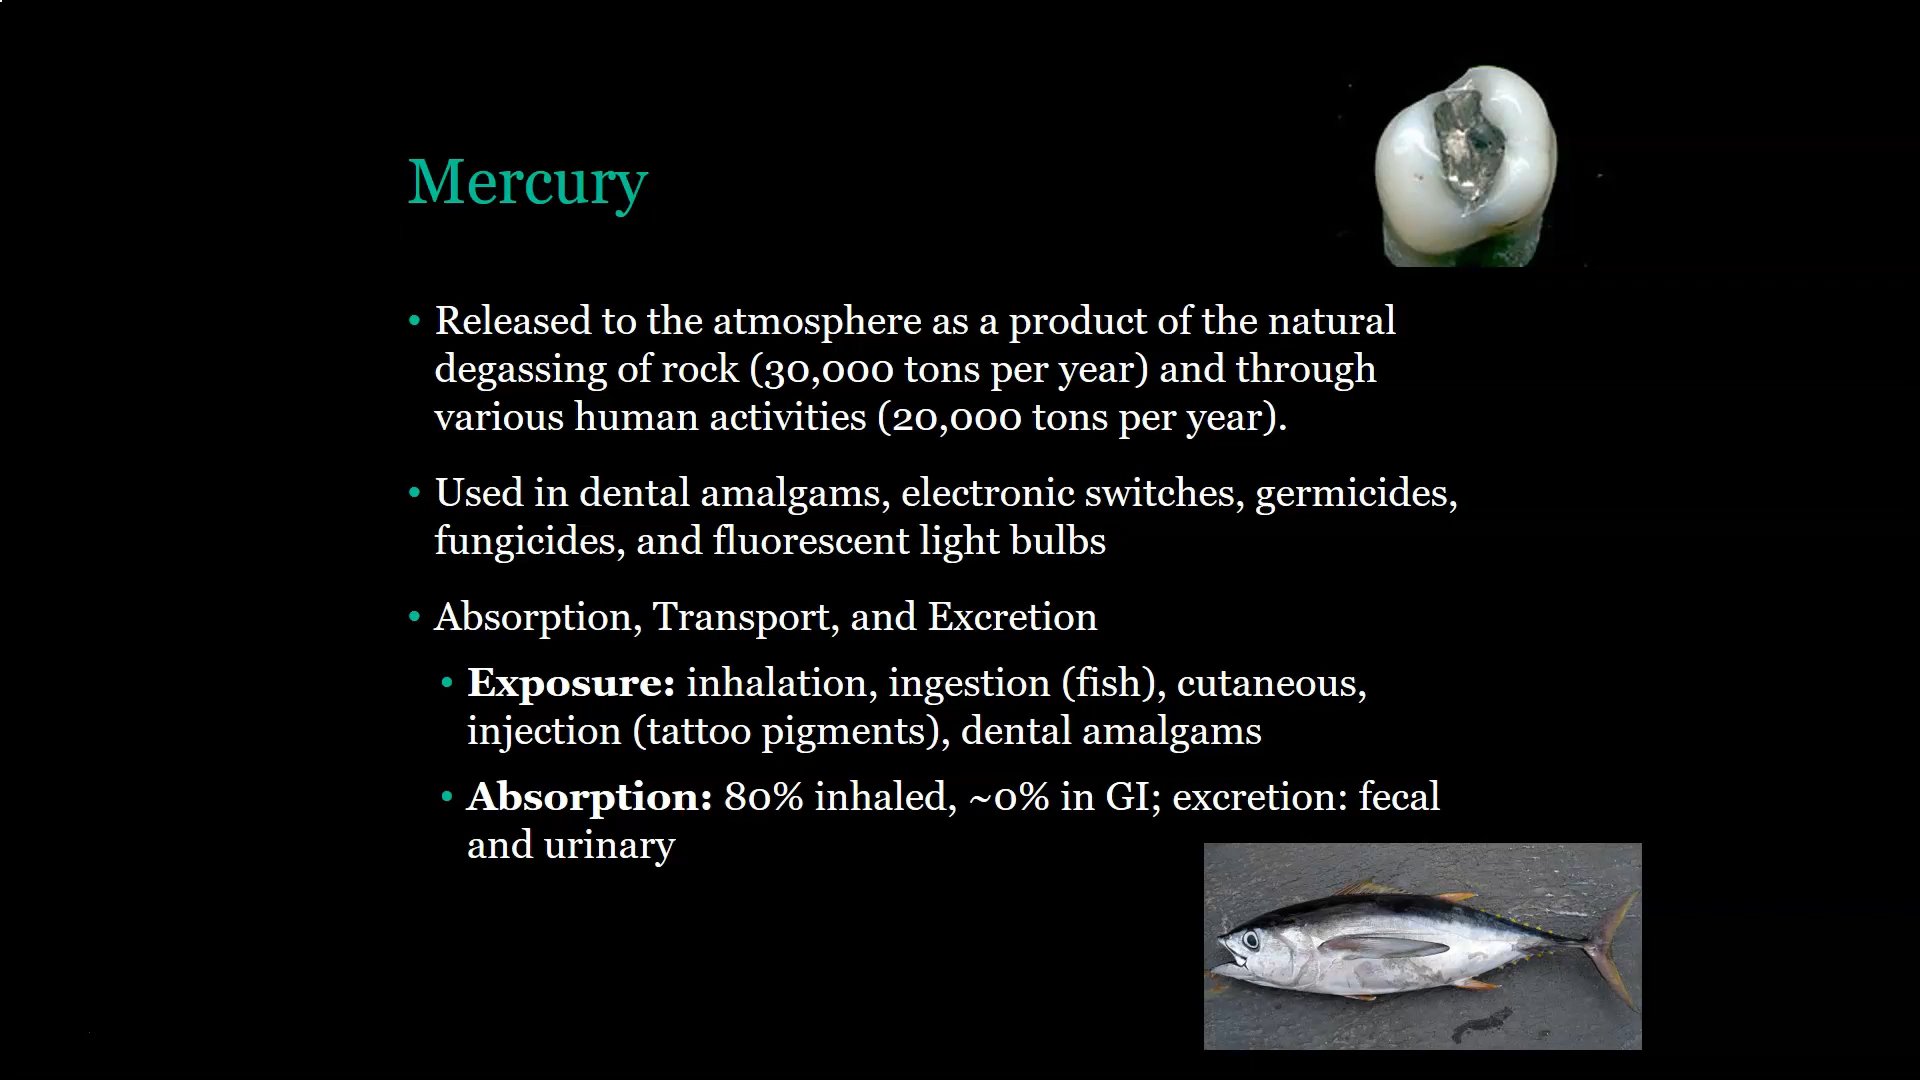 Mercury
• Released to the atmosphere as a product of the natural
degassing of rock (30,000 tons per year) and through
various human activities (20,000 tons per year).
• Used in dental amalgams, electronic switches, germicides,
fungicides, and fluorescent light bulbs
• Absorption, Transport, and Excretion
• Exposure: inhalation, ingestion (fish), cutaneous,
injection (tattoo pigments), dental amalgams
• Absorption: 80% inhaled, ~0% in GI; excretion: fecal
and urinary